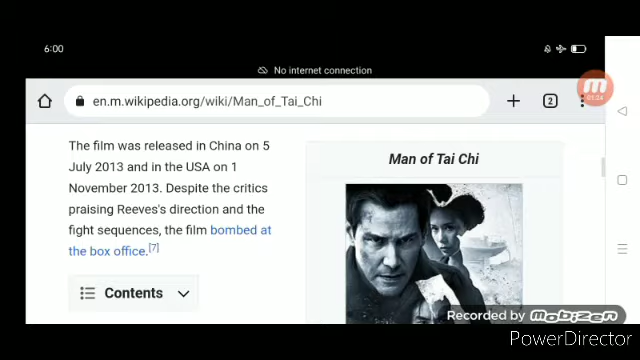 6:00
No internet connection
en.m.wikipedia.org/wiki/Man_of_Tai_Chi
2
01:24
The film was released in China on 5
July 2013 and in the USA on 1
November 2013. Despite the critics
praising Reeves's direction and the
fight sequences, the film bombed at
the box office.[7]
Contents
Man of Tai Chi
Recorded by mobizen
PowerDirector